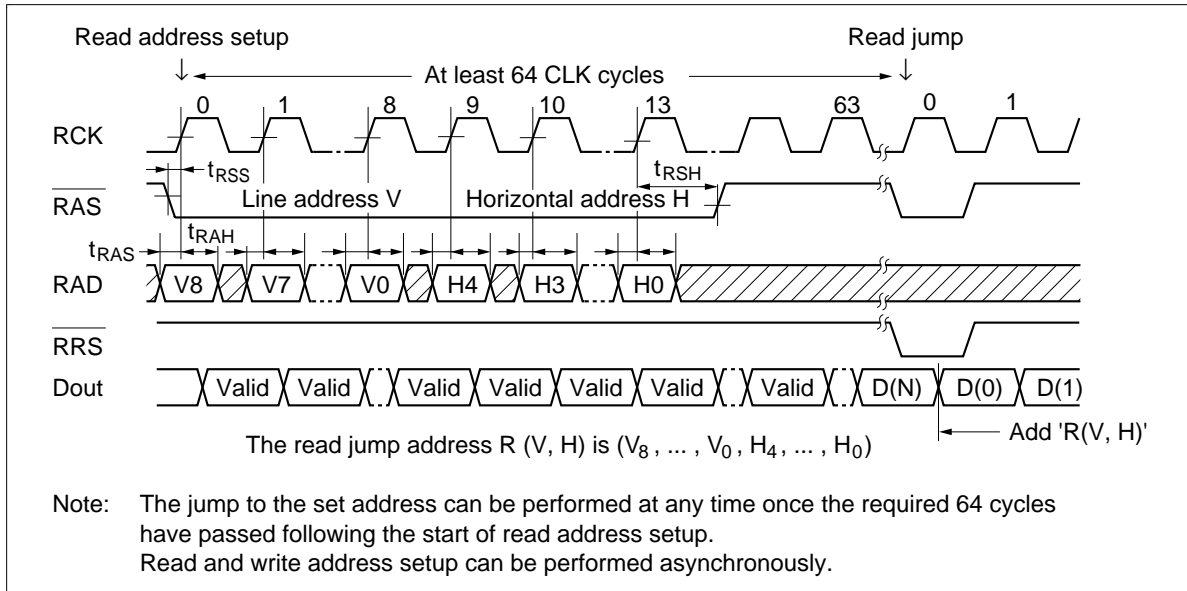 Read address setup Read jump
At least 64 CLK cycles
0 1 8 9 10 13 63 0 1
RCK
tRSS tRSH
RAS Line address V Horizontal address H
tRAS tRAH
RAD V8 V7 V0 H4 H3 H0
RRS
Dout Valid Valid Valid Valid Valid Valid Valid D(N) D(0) D(1)
Add 'R(V, H)'
The read jump address R (V, H) is (V8 , ... , V0 , H4 , ... , H0)
Note: The jump to the set address can be performed at any time once the required 64 cycles
have passed following the start of read address setup.
Read and write address setup can be performed asynchronously.